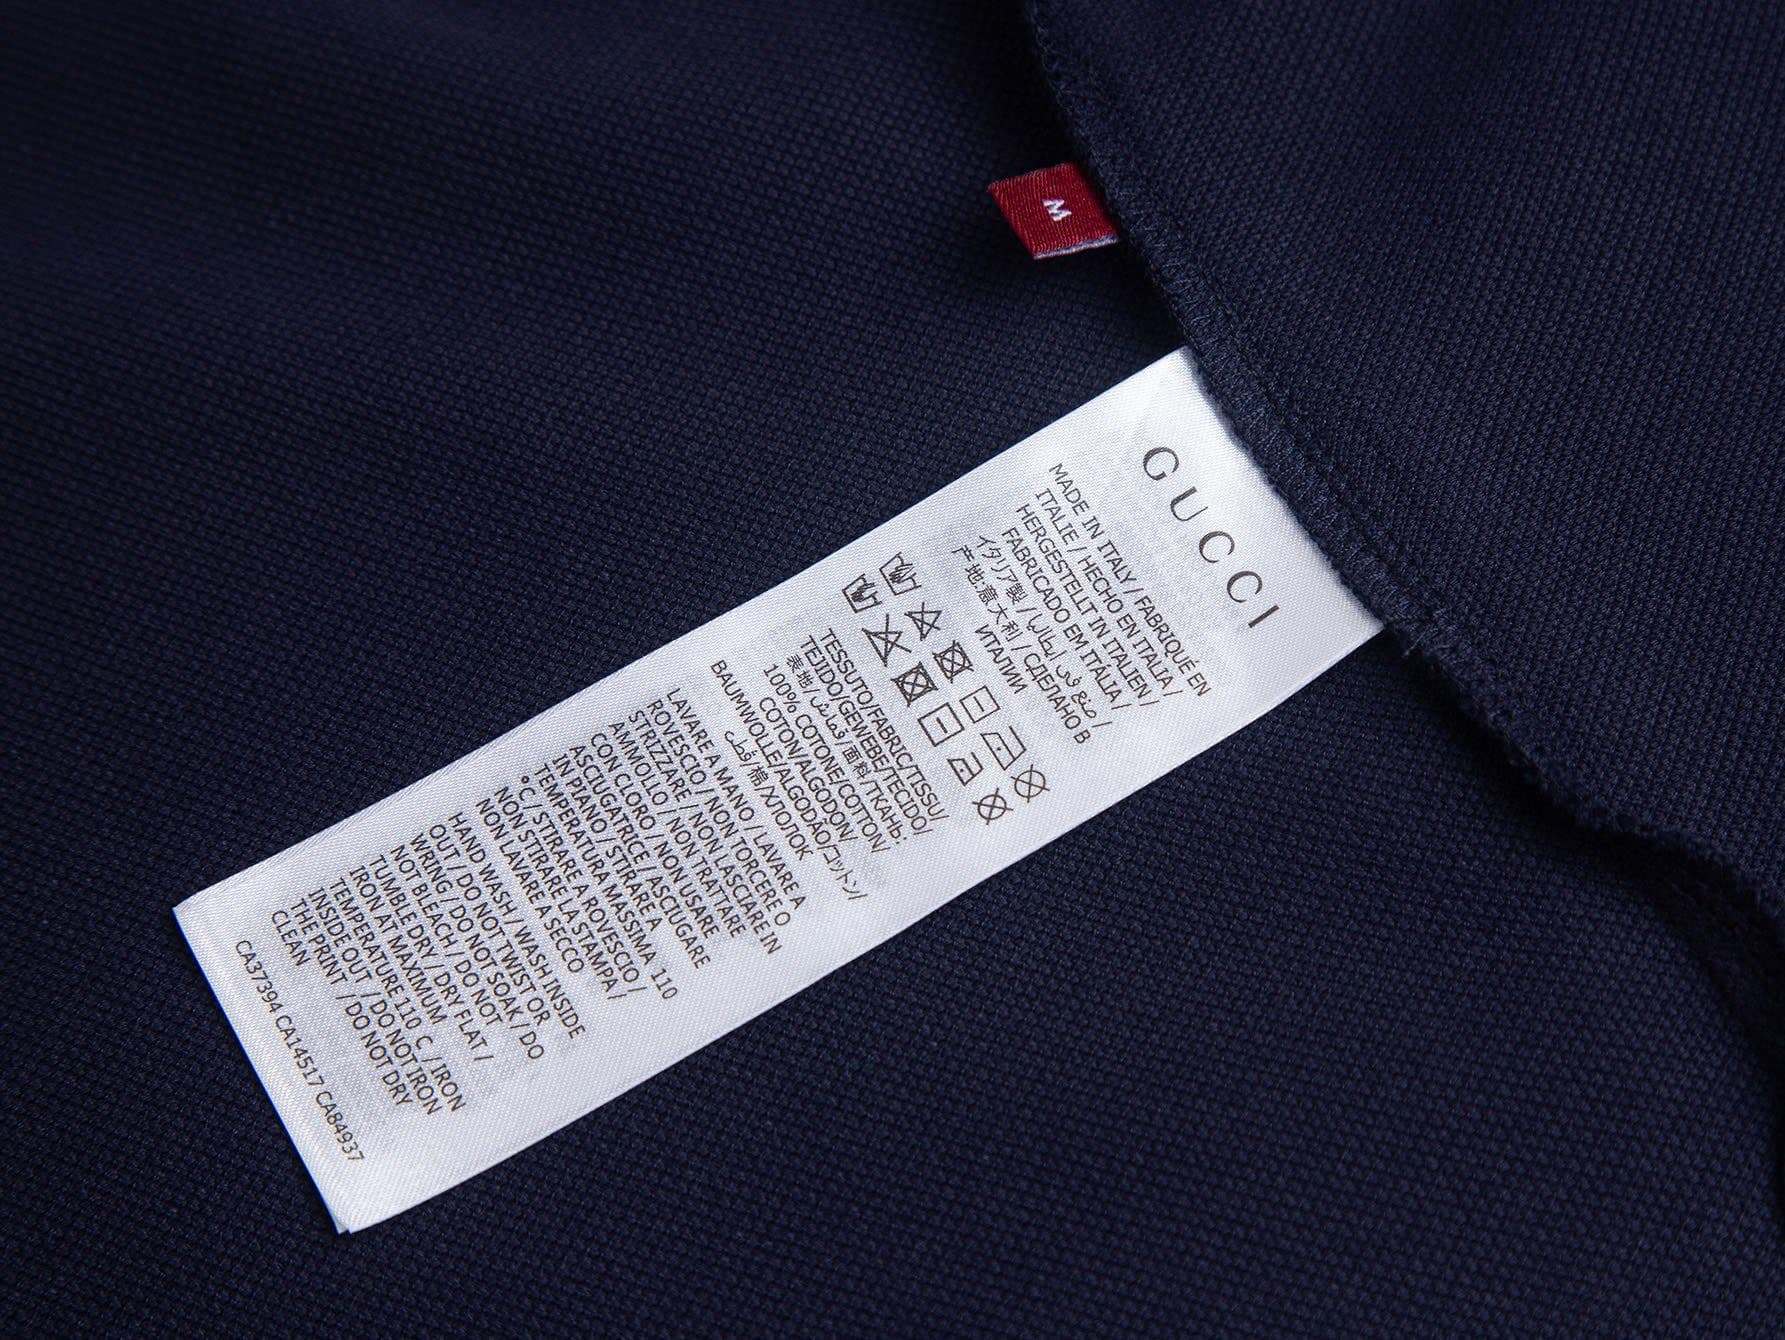 M
GUCCI
MADE IN ITALY / FABRIQUÉ EN
ITALIE / HECHO EN ITALIA /
HERGESTELLT IN ITALIEN /
FABRICADO EM ITÁLIA /
イタリア製 / صنع في إيطاليا /
产地:意大利 / СДЕЛАНО В
ИТАЛИИ
TESSUTO/FABRIC/TISSU/
TEJIDO/GEWEBE/TECIDO/
表地/قماش/面料/ТКАНЬ:
100% COTONE/COTTON/
COTON/ALGODON/
BAUMWOLLE/ALGODÃO/コットン/
قطن/棉/ХЛОПОК
LAVARE A MANO / LAVARE A
ROVESCIO / NON TORCERE O
STRIZZARE / NON LASCIARE IN
AMMOLLO / NON TRATTARE
CON CLORO / NON USARE
ASCIUGATRICE / ASCIUGARE
IN PIANO / STIRARE A
TEMPERATURA MASSIMA 110
°C / STIRARE A ROVESCIO /
NON STIRARE LA STAMPA /
NON LAVARE A SECCO
HAND WASH / WASH INSIDE
OUT / DO NOT TWIST OR
WRING / DO NOT SOAK / DO
NOT BLEACH / DO NOT
TUMBLE DRY / DRY FLAT /
IRON AT MAXIMUM
TEMPERATURE 110 C / IRON
INSIDE OUT / DO NOT IRON
THE PRINT / DO NOT DRY
CLEAN
CA37394 CA14517 CA84937